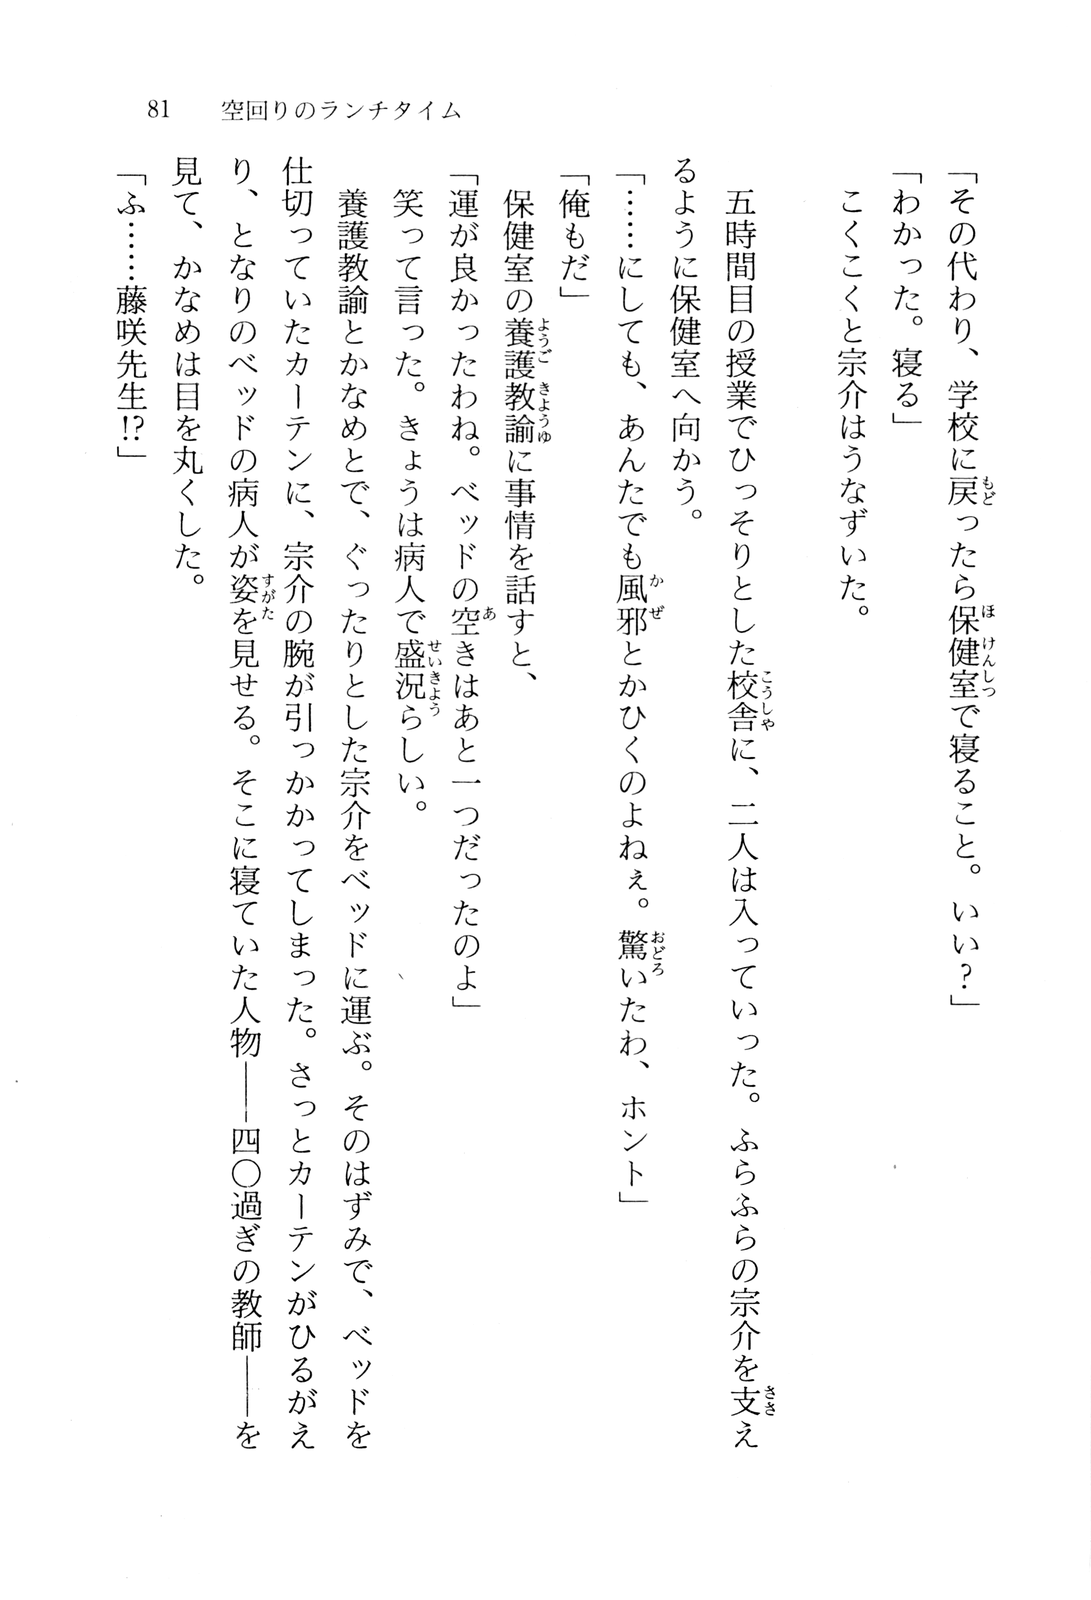 81　空回りのランチタイム
「その代わり、学校に戻ったら保健室で寝ること。いい？」
「わかった。寝る」
こくこくと宗介はうなずいた。
五時間目の授業でひっそりとした校舎に、二人は入っていった。ふらふらの宗介を支え
るように保健室へ向かう。
「……にしても、あんたでも風邪とかひくのよねぇ。驚いたわ、ホント」
「俺もだ」
保健室の養護教諭に事情を話すと、
「運が良かったわね。ベッドの空きはあと一つだったのよ」
笑って言った。きょうは病人で盛況らしい。
養護教諭とかなめとで、ぐったりとした宗介をベッドに運ぶ。そのはずみで、ベッドを
仕切っていたカーテンに、宗介の腕が引っかかってしまった。さっとカーテンがひるがえ
り、となりのベッドの病人が姿を見せる。そこに寝ていた人物――四〇過ぎの教師――を
見て、かなめは目を丸くした。
「ふ……藤咲先生!?」